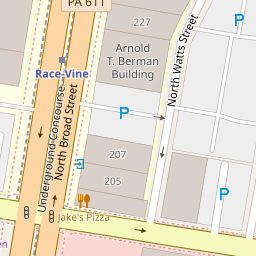 PA 611
227
Arnold
T. Berman
Building
North Watts Street
Race-Vine
P
P
P
Underground Concourse
North Broad Street
207
205
P
Jake's Pizza